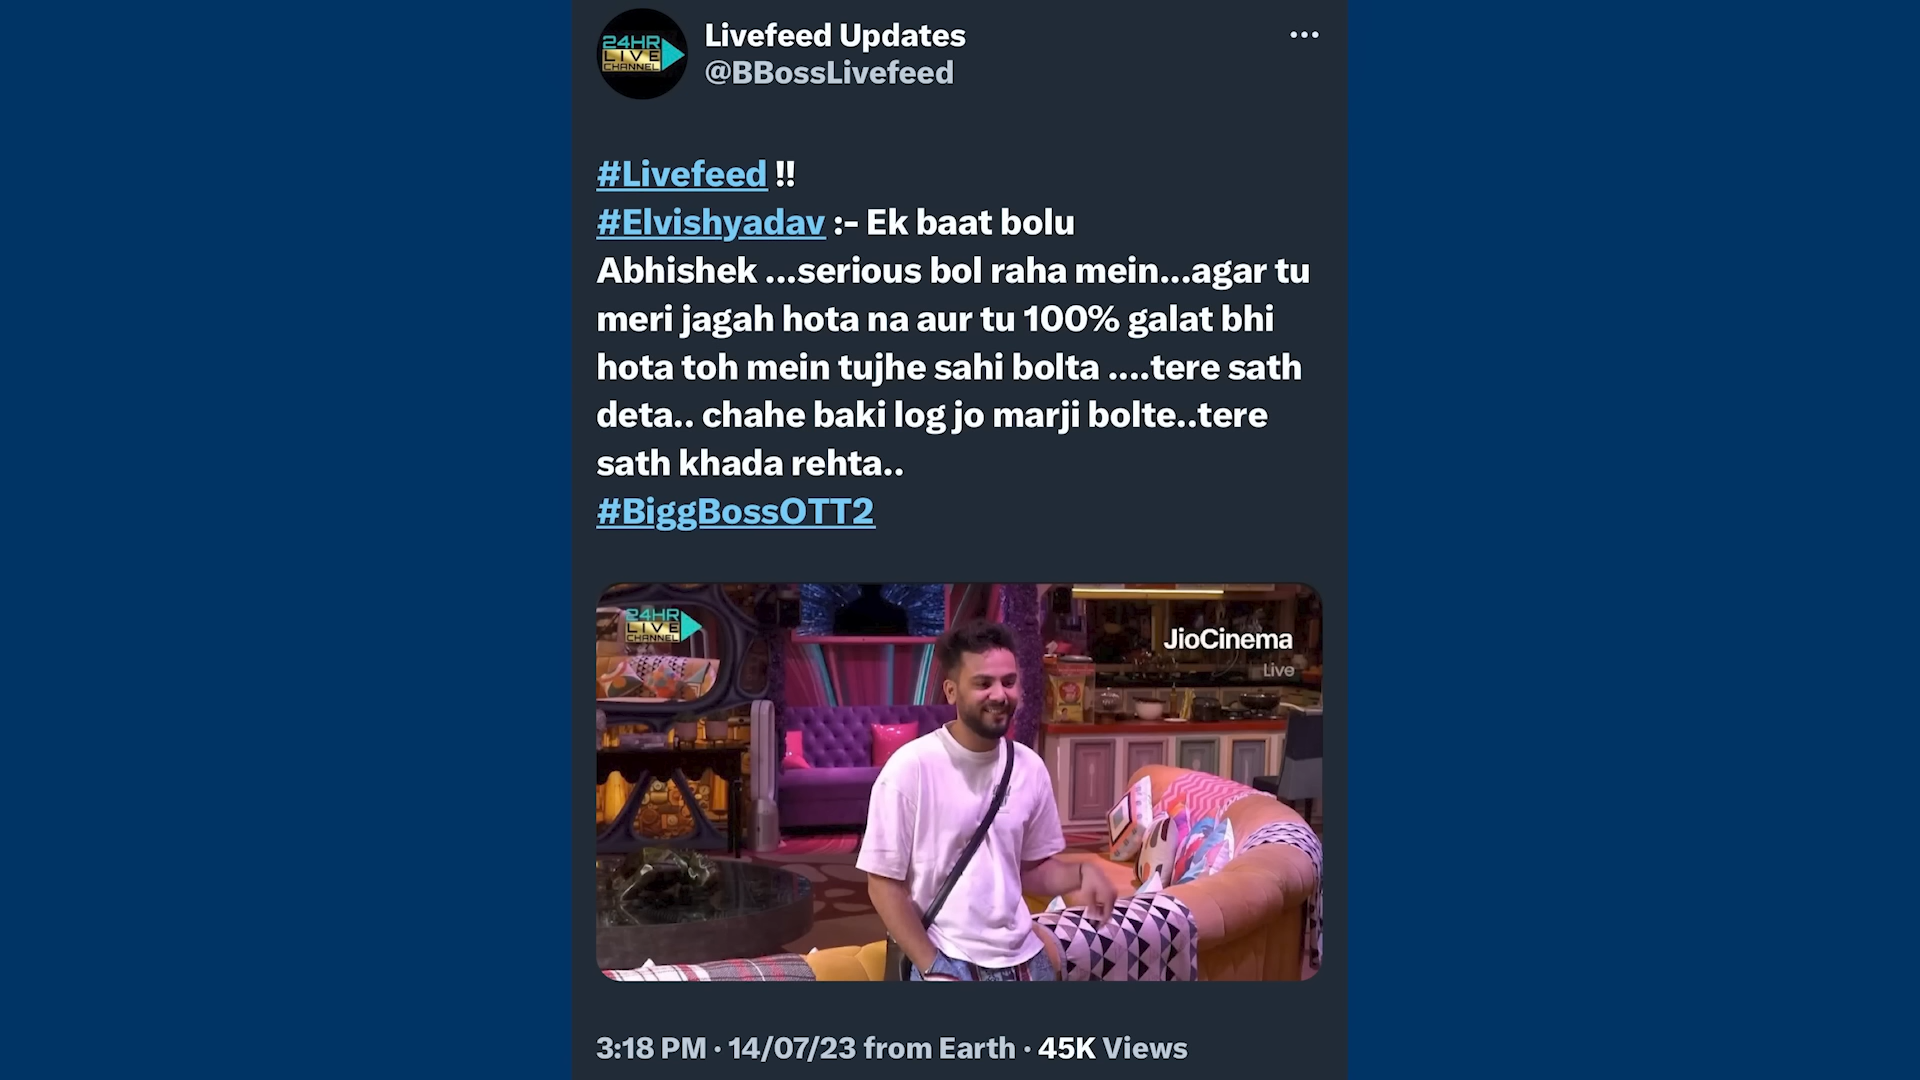 24HR
LIVE
CHANNEL
Livefeed Updates
@BBossLivefeed
#Livefeed !!
#Elvishyadav :- Ek baat bolu
Abhishek ...serious bol raha mein...agar tu
meri jagah hota na aur tu 100% galat bhi
hota toh mein tujhe sahi bolta ....tere sath
deta.. chahe baki log jo marji bolte..tere
sath khada rehta..
#BiggBossOTT2
24HR
LIVE
CHANNEL
JioCinema
Live
3:18 PM · 14/07/23 from Earth · 45K Views